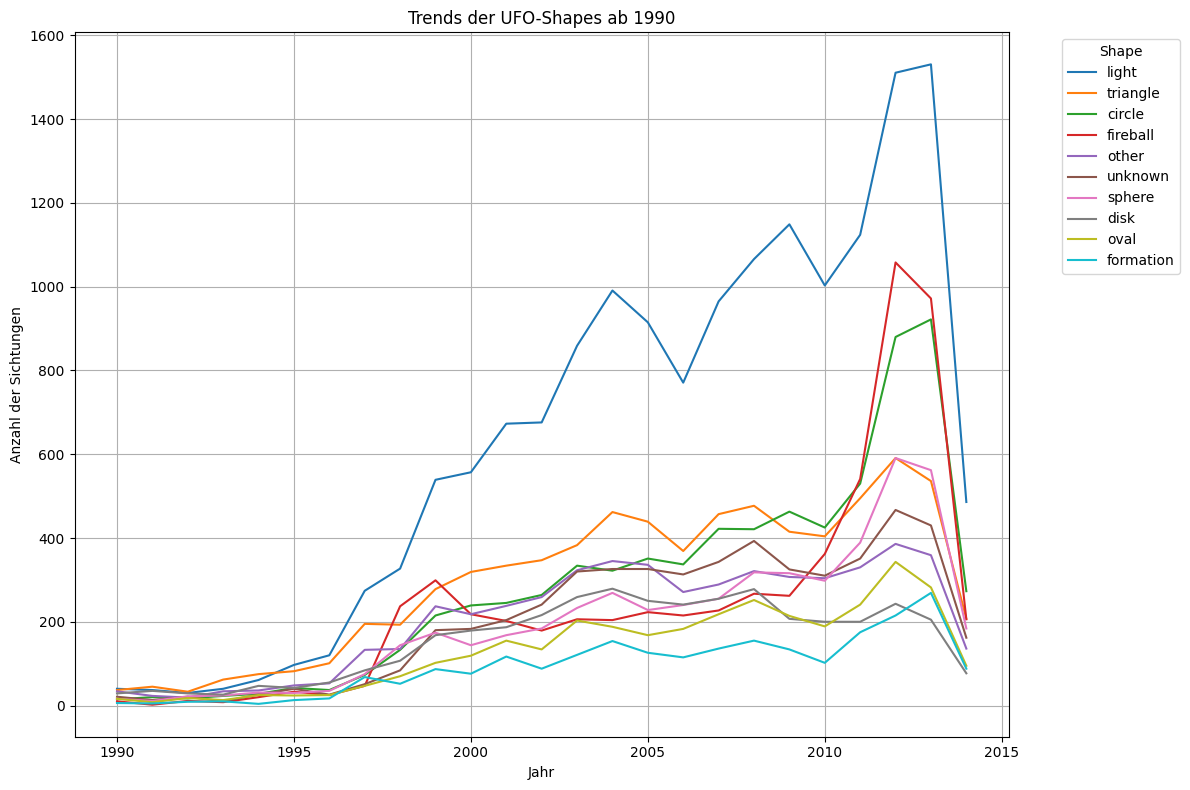 Trends der UFO-Shapes ab 1990
1600
1400
1200
1000
800
600
400
200
0
Anzahl der Sichtungen
1990
1995
2000
2005
2010
2015
Jahr
Shape
light
triangle
circle
fireball
other
unknown
sphere
disk
oval
formation